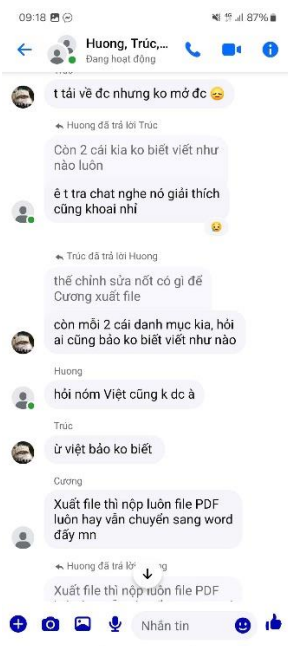 09:18
87%
Huong, Trúc,...
Đang hoạt động
t tải về đc nhưng ko mở đc 😞
Huong đã trả lời Trúc
Còn 2 cái kia ko biết viết như
nào luôn
ê t tra chat nghe nó giải thích
cũng khoai nhỉ
Trúc đã trả lời Huong
thế chỉnh sửa nốt có gì để
Cương xuất file
còn mỗi 2 cái danh mục kia, hỏi
ai cũng bảo ko biết viết như nào
Huong
hỏi nóm Việt cũng k dc à
Trúc
ừ việt bảo ko biết
Cương
Xuất file thì nộp luôn file PDF
luôn hay vẫn chuyển sang word
đấy mn
Huong đã trả
Xuất file thì nộp luôn file PDF
Nhắn tin